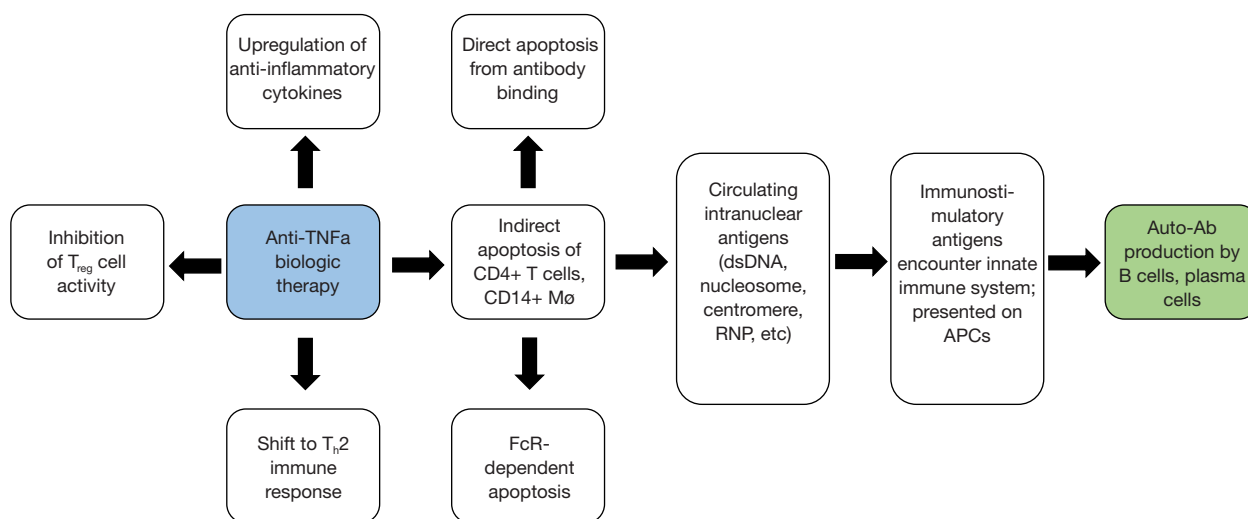 Upregulation of
anti-inflammatory
cytokines
Direct apoptosis
from antibody
binding
Inhibition
of Treg cell
activity
Anti-TNFa
biologic
therapy
Indirect
apoptosis of
CD4+ T cells,
CD14+ Mø
Circulating
intranuclear
antigens
(dsDNA,
nucleosome,
centromere,
RNP, etc)
Immunosti-
mulatory
antigens
encounter innate
immune system;
presented on
APCs
Auto-Ab
production by
B cells, plasma
cells
Shift to Th2
immune
response
FcR-
dependent
apoptosis